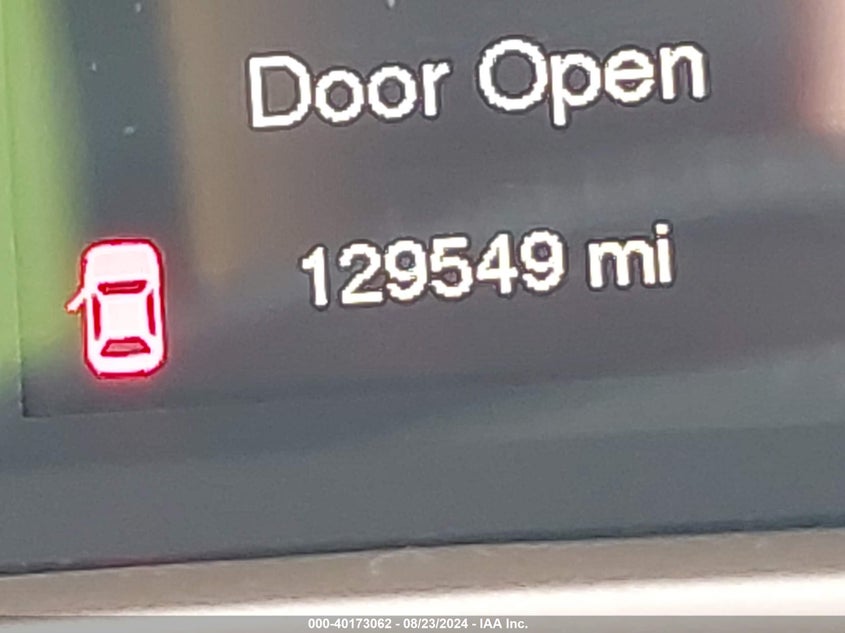 Door Open
129549 mi
000-40173062 - 08/23/2024 - IAA Inc.